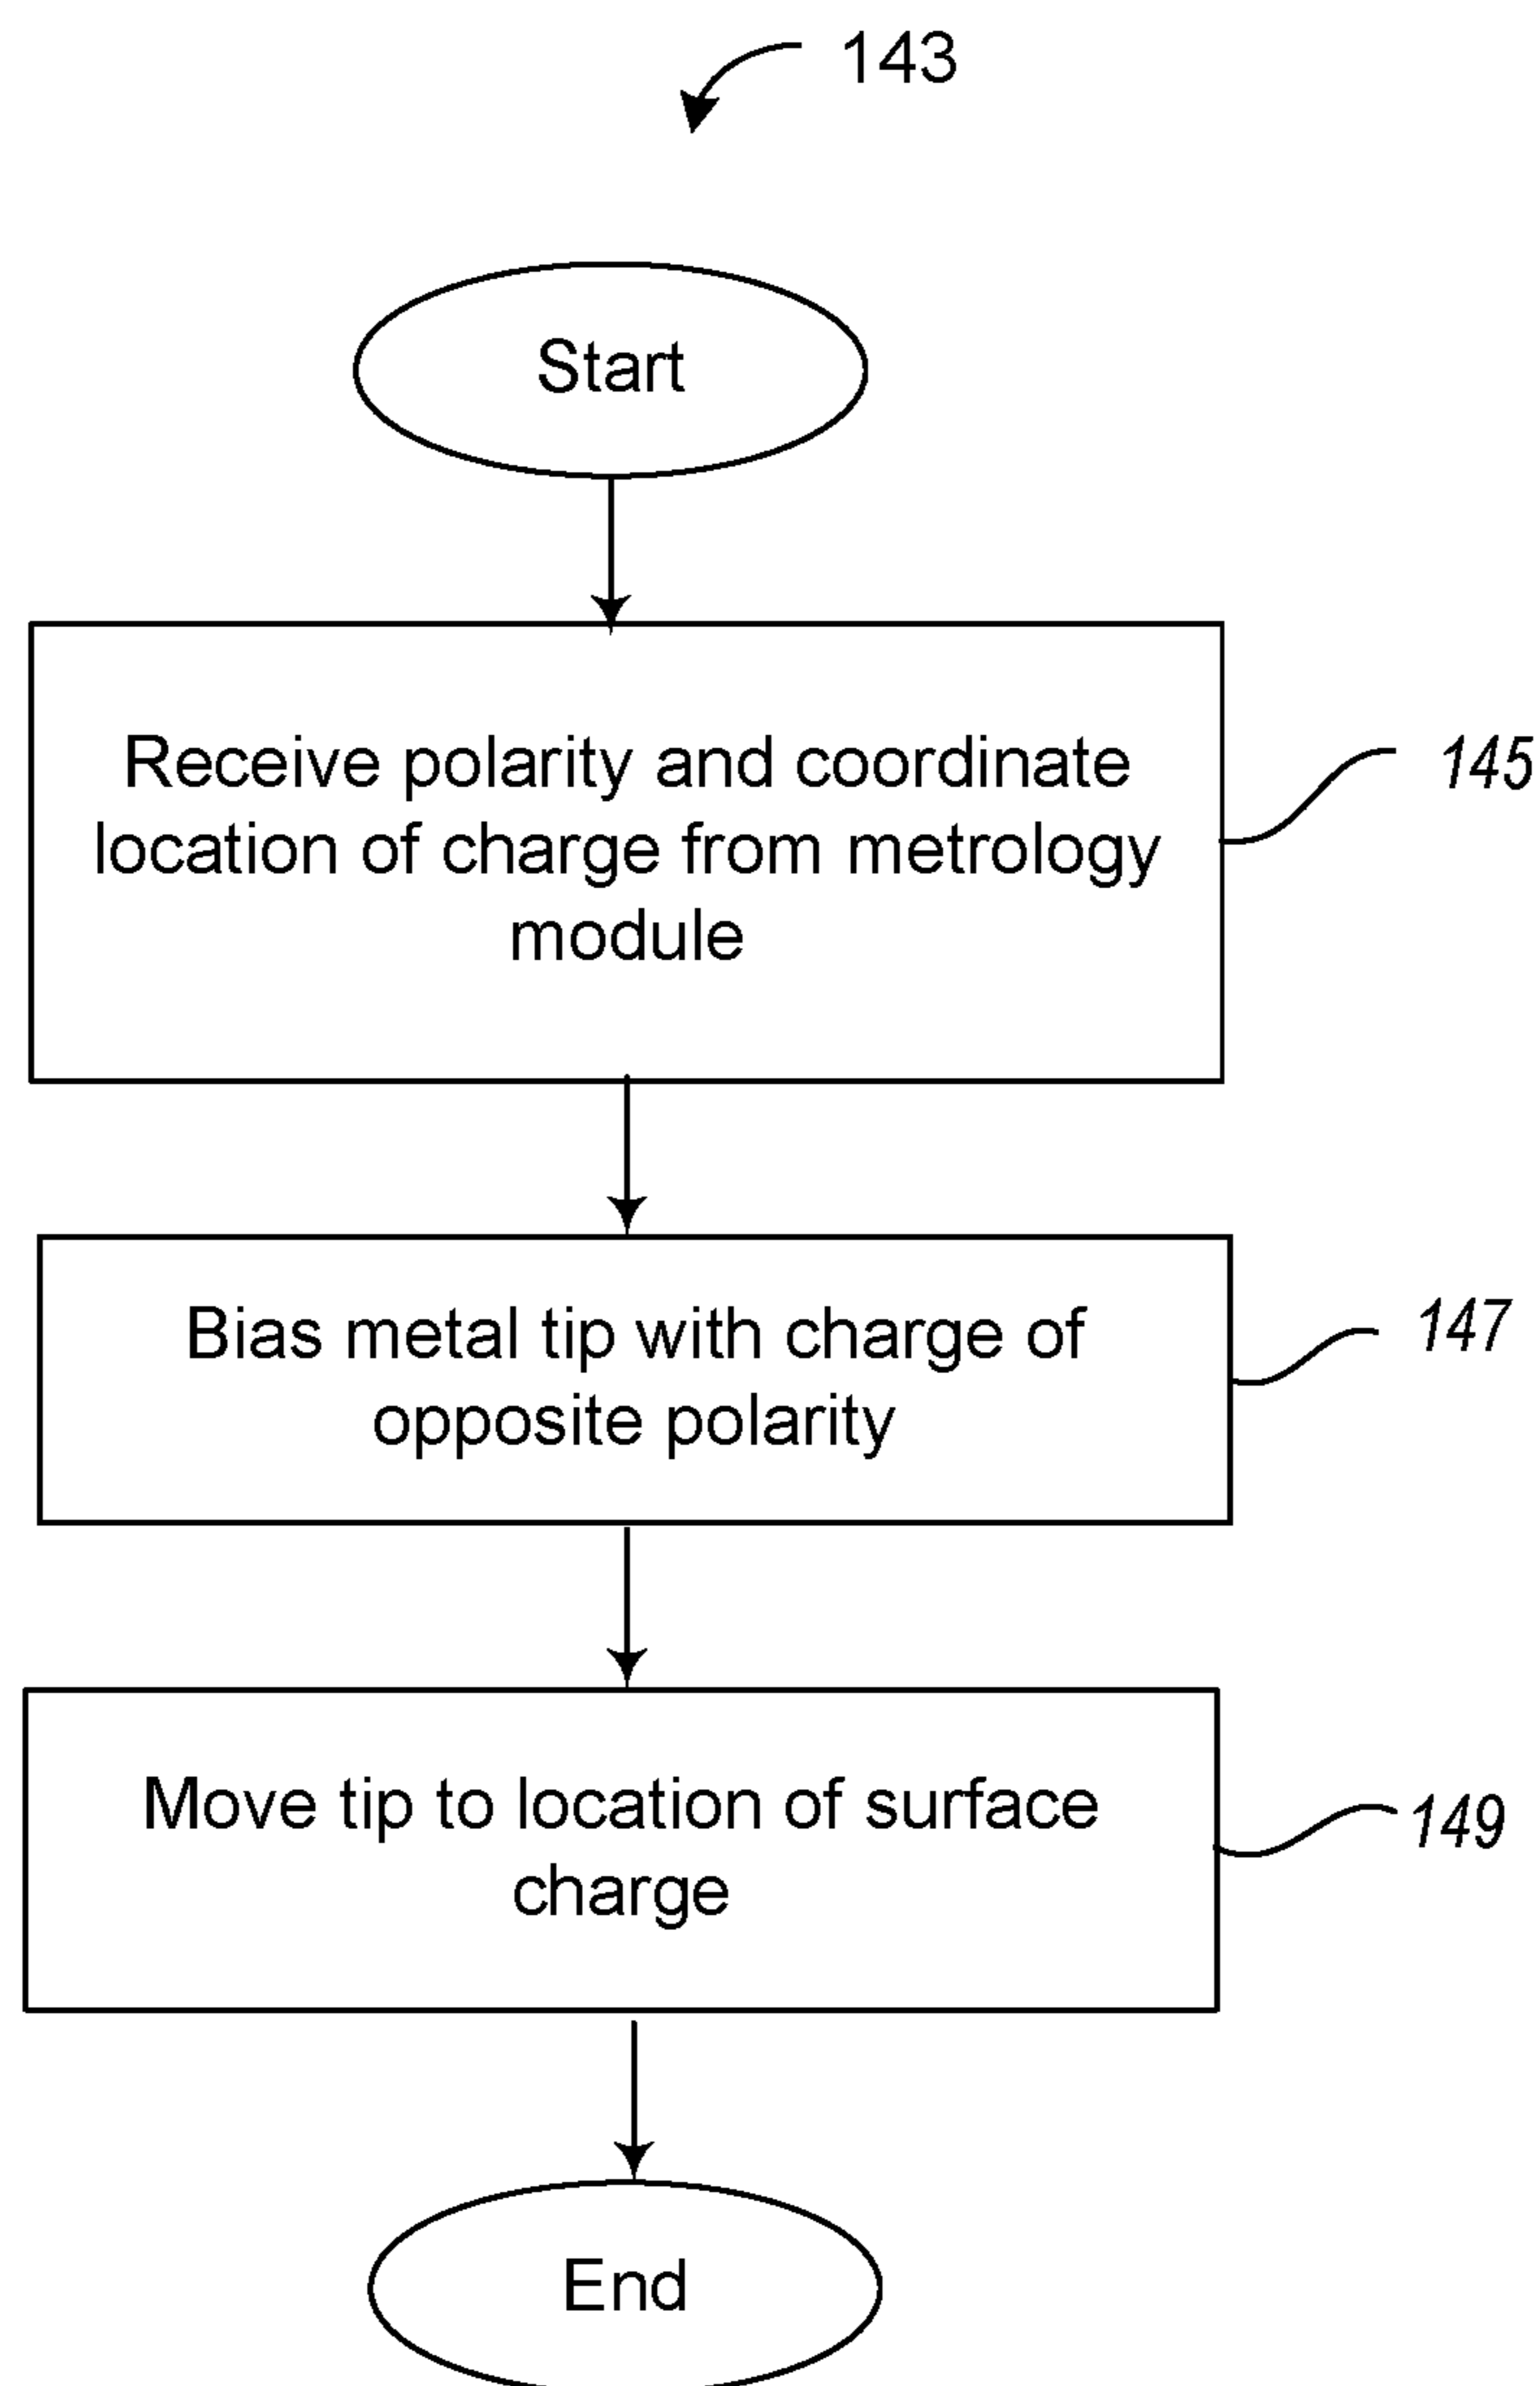 143
Start
Receive polarity and coordinate
location of charge from metrology
module
145
Bias metal tip with charge of
opposite polarity
147
Move tip to location of surface
charge
149
End